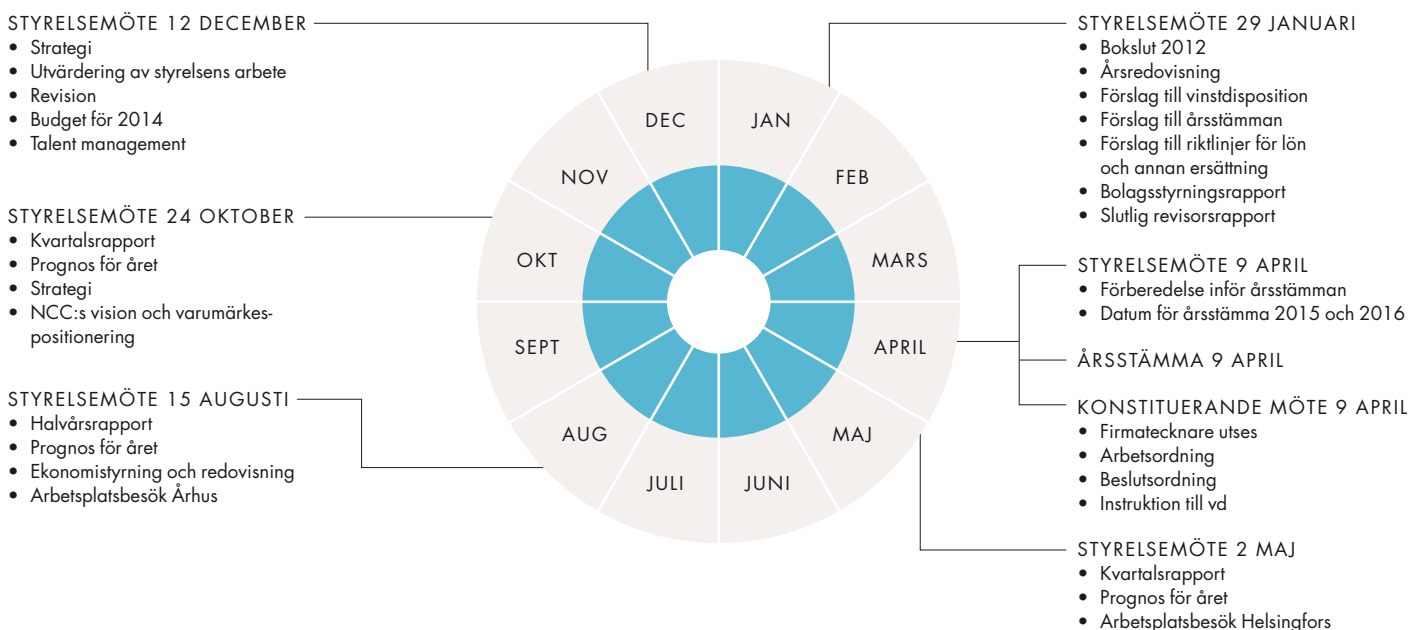 STYRELSEMÖTE 12 DECEMBER
• Strategi
• Utvärdering av styrelsens arbete
• Revision
• Budget för 2014
• Talent management
STYRELSEMÖTE 24 OKTOBER
• Kvartalsrapport
• Prognos för året
• Strategi
• NCC:s vision och varumärkes-
positionering
STYRELSEMÖTE 15 AUGUSTI
• Halvårsrapport
• Prognos för året
• Ekonomistyrning och redovisning
• Arbetsplatsbesök Århus
JAN
FEB
MARS
APRIL
MAJ
JUNI
JULI
AUG
SEPT
OKT
NOV
DEC
STYRELSEMÖTE 29 JANUARI
• Bokslut 2012
• Årsredovisning
• Förslag till vinstdisposition
• Förslag till årsstämman
• Förslag till riktlinjer för lön
och annan ersättning
• Bolagsstyrningsrapport
• Slutlig revisorsrapport
STYRELSEMÖTE 9 APRIL
• Förberedelse inför årsstämman
• Datum för årsstämma 2015 och 2016
ÅRSSTÄMMA 9 APRIL
KONSTITUERANDE MÖTE 9 APRIL
• Firmatecknare utses
• Arbetsordning
• Beslutsordning
• Instruktion till vd
STYRELSEMÖTE 2 MAJ
• Kvartalsrapport
• Prognos för året
• Arbetsplatsbesök Helsingfors